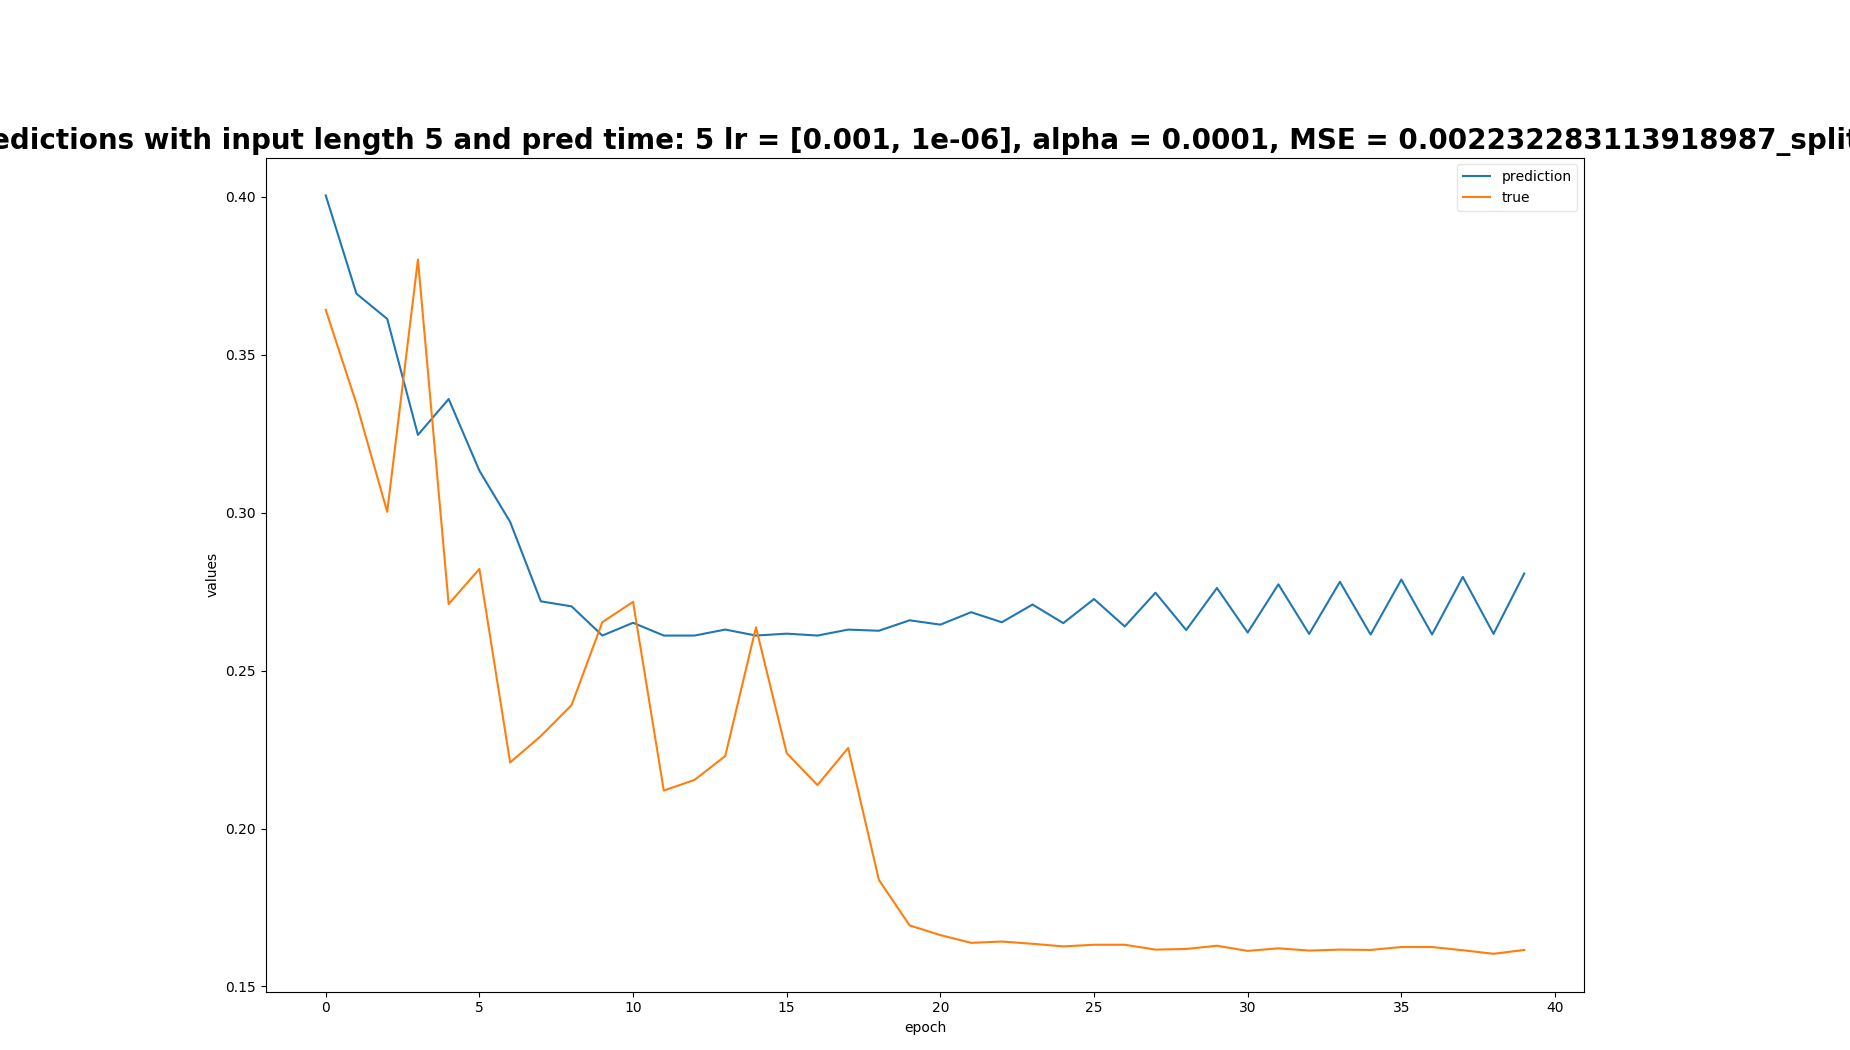 edictions with input length 5 and pred time: 5 lr = [0.001, 1e-06], alpha = 0.0001, MSE = 0.002232283113918987_split
prediction
true
0.40
0.35
0.30
0.25
0.20
0.15
values
0 5 10 15 20 25 30 35 40
epoch